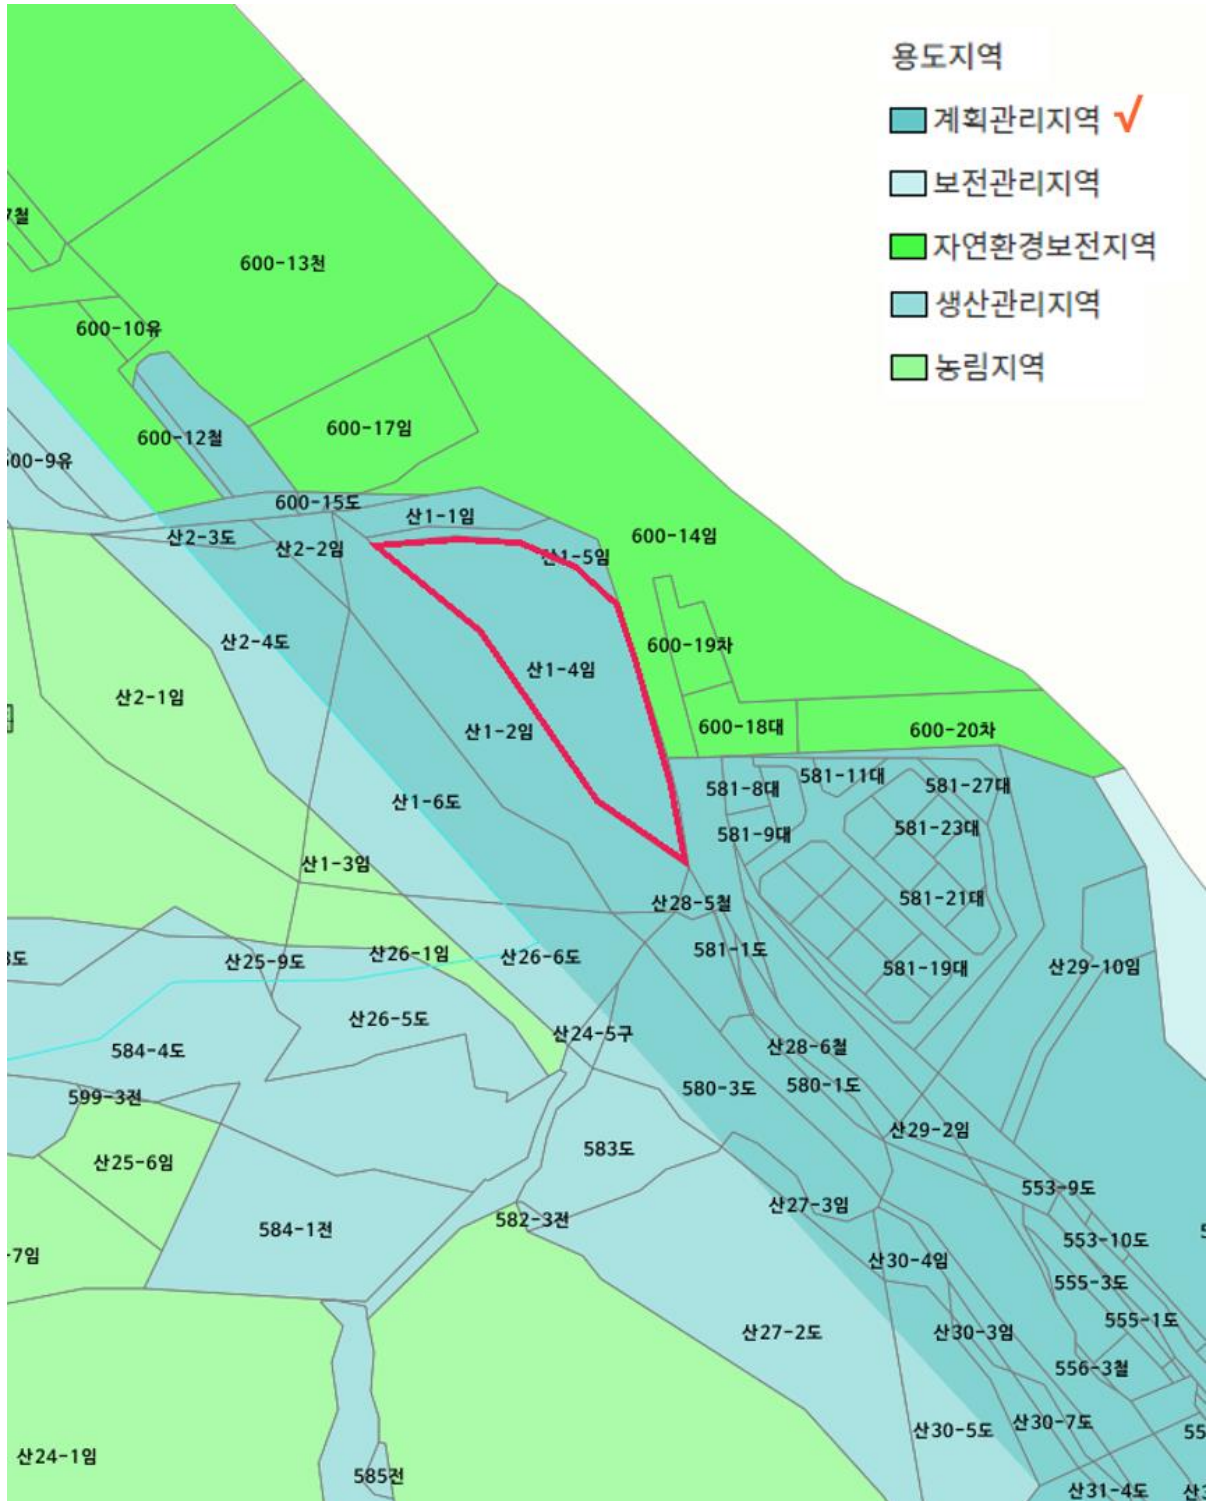 용도지역
계획관리지역 √
보전관리지역
자연환경보전지역
생산관리지역
농림지역
7철
600-13천
600-10유
600-12철
600-17임
600-9유
600-15도
산1-1임
산2-3도
산2-2임
산1-5임
600-14임
산2-4도
600-19차
산1-4임
산2-1임
산1-2임
600-18대
600-20차
581-11대
581-8대
581-27대
산1-6도
581-9대
581-23대
산1-3임
581-21대
산28-5철
581-1도
3도
산25-9도
산26-1임
산26-6도
581-19대
산29-10임
산26-5도
산24-5구
584-4도
산28-6철
580-3도
580-1도
599-3전
산29-2임
583도
산25-6임
553-9도
산27-3임
582-3전
584-1전
553-10도
-7임
산30-4임
555-3도
555-1도
산27-2도
산30-3임
556-3철
산30-5도
산30-7도
55
산24-1임
585전
산31-4도